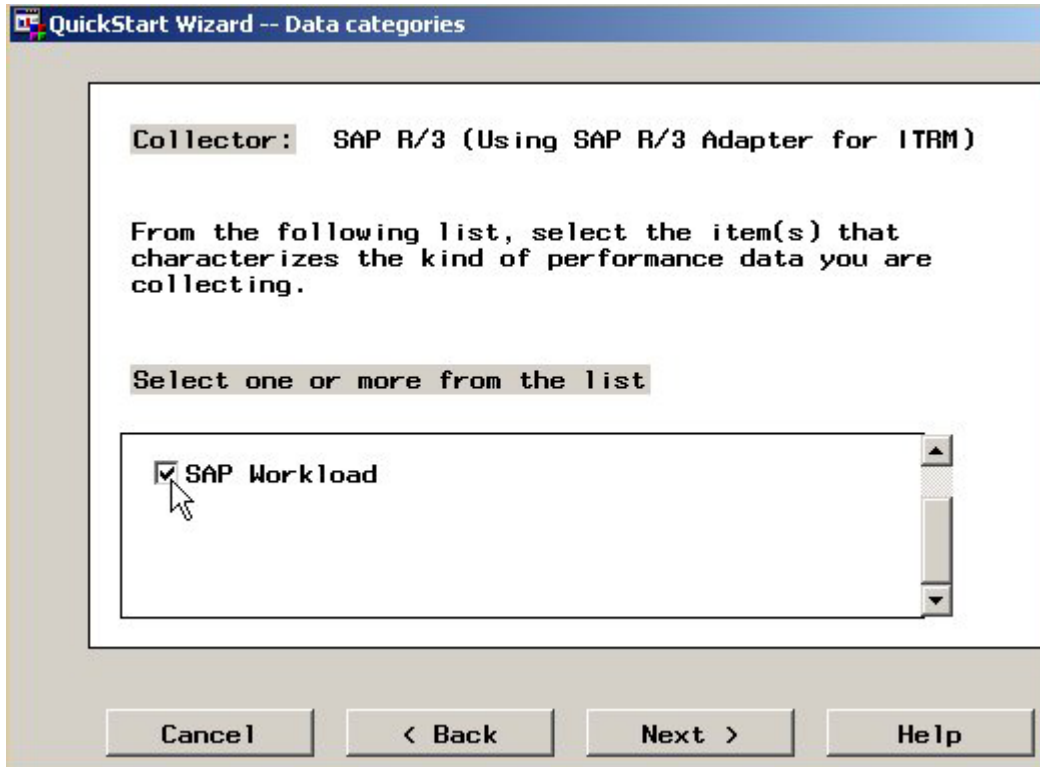 QuickStart Wizard -- Data categories
Collector: SAP R/3 (Using SAP R/3 Adapter for ITRM)
From the following list, select the item(s) that
characterizes the kind of performance data you are
collecting.
Select one or more from the list
SAP Workload
Cancel < Back Next > Help